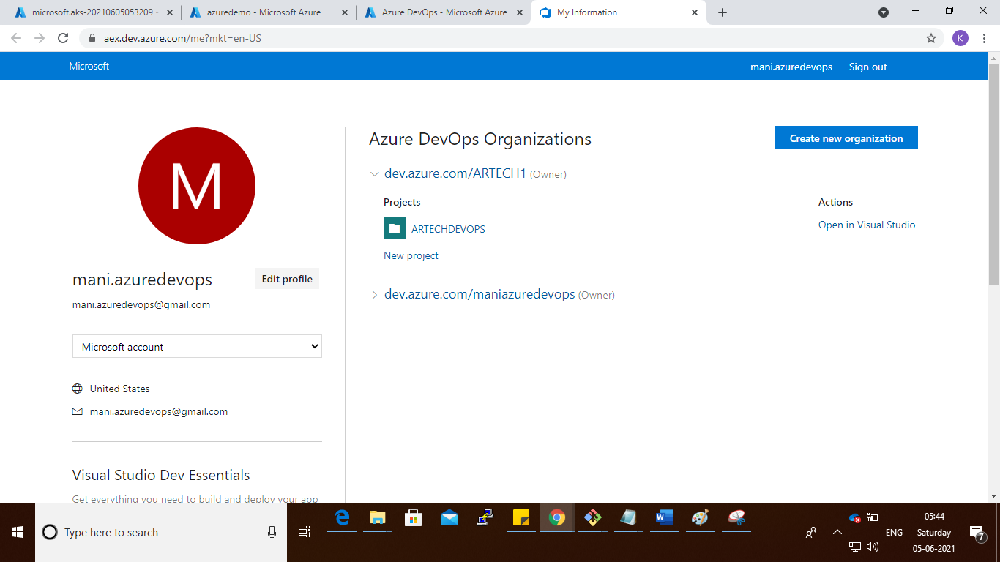 microsoft.aks-20210605053209 -
azuredemo - Microsoft Azure
Azure DevOps - Microsoft Azure
My Information
aex.dev.azure.com/me?mkt=en-US
K
Microsoft
mani.azuredevops
Sign out
M
mani.azuredevops
Edit profile
mani.azuredevops@gmail.com
Microsoft account
United States
mani.azuredevops@gmail.com
Visual Studio Dev Essentials
Get everything you need to build and deploy your app
Azure DevOps Organizations
Create new organization
dev.azure.com/ARTECH1 (Owner)
Projects
Actions
ARTECHDEVOPS
Open in Visual Studio
New project
dev.azure.com/maniazuredevops (Owner)
Type here to search
ENG
05:44
Saturday
05-06-2021
7